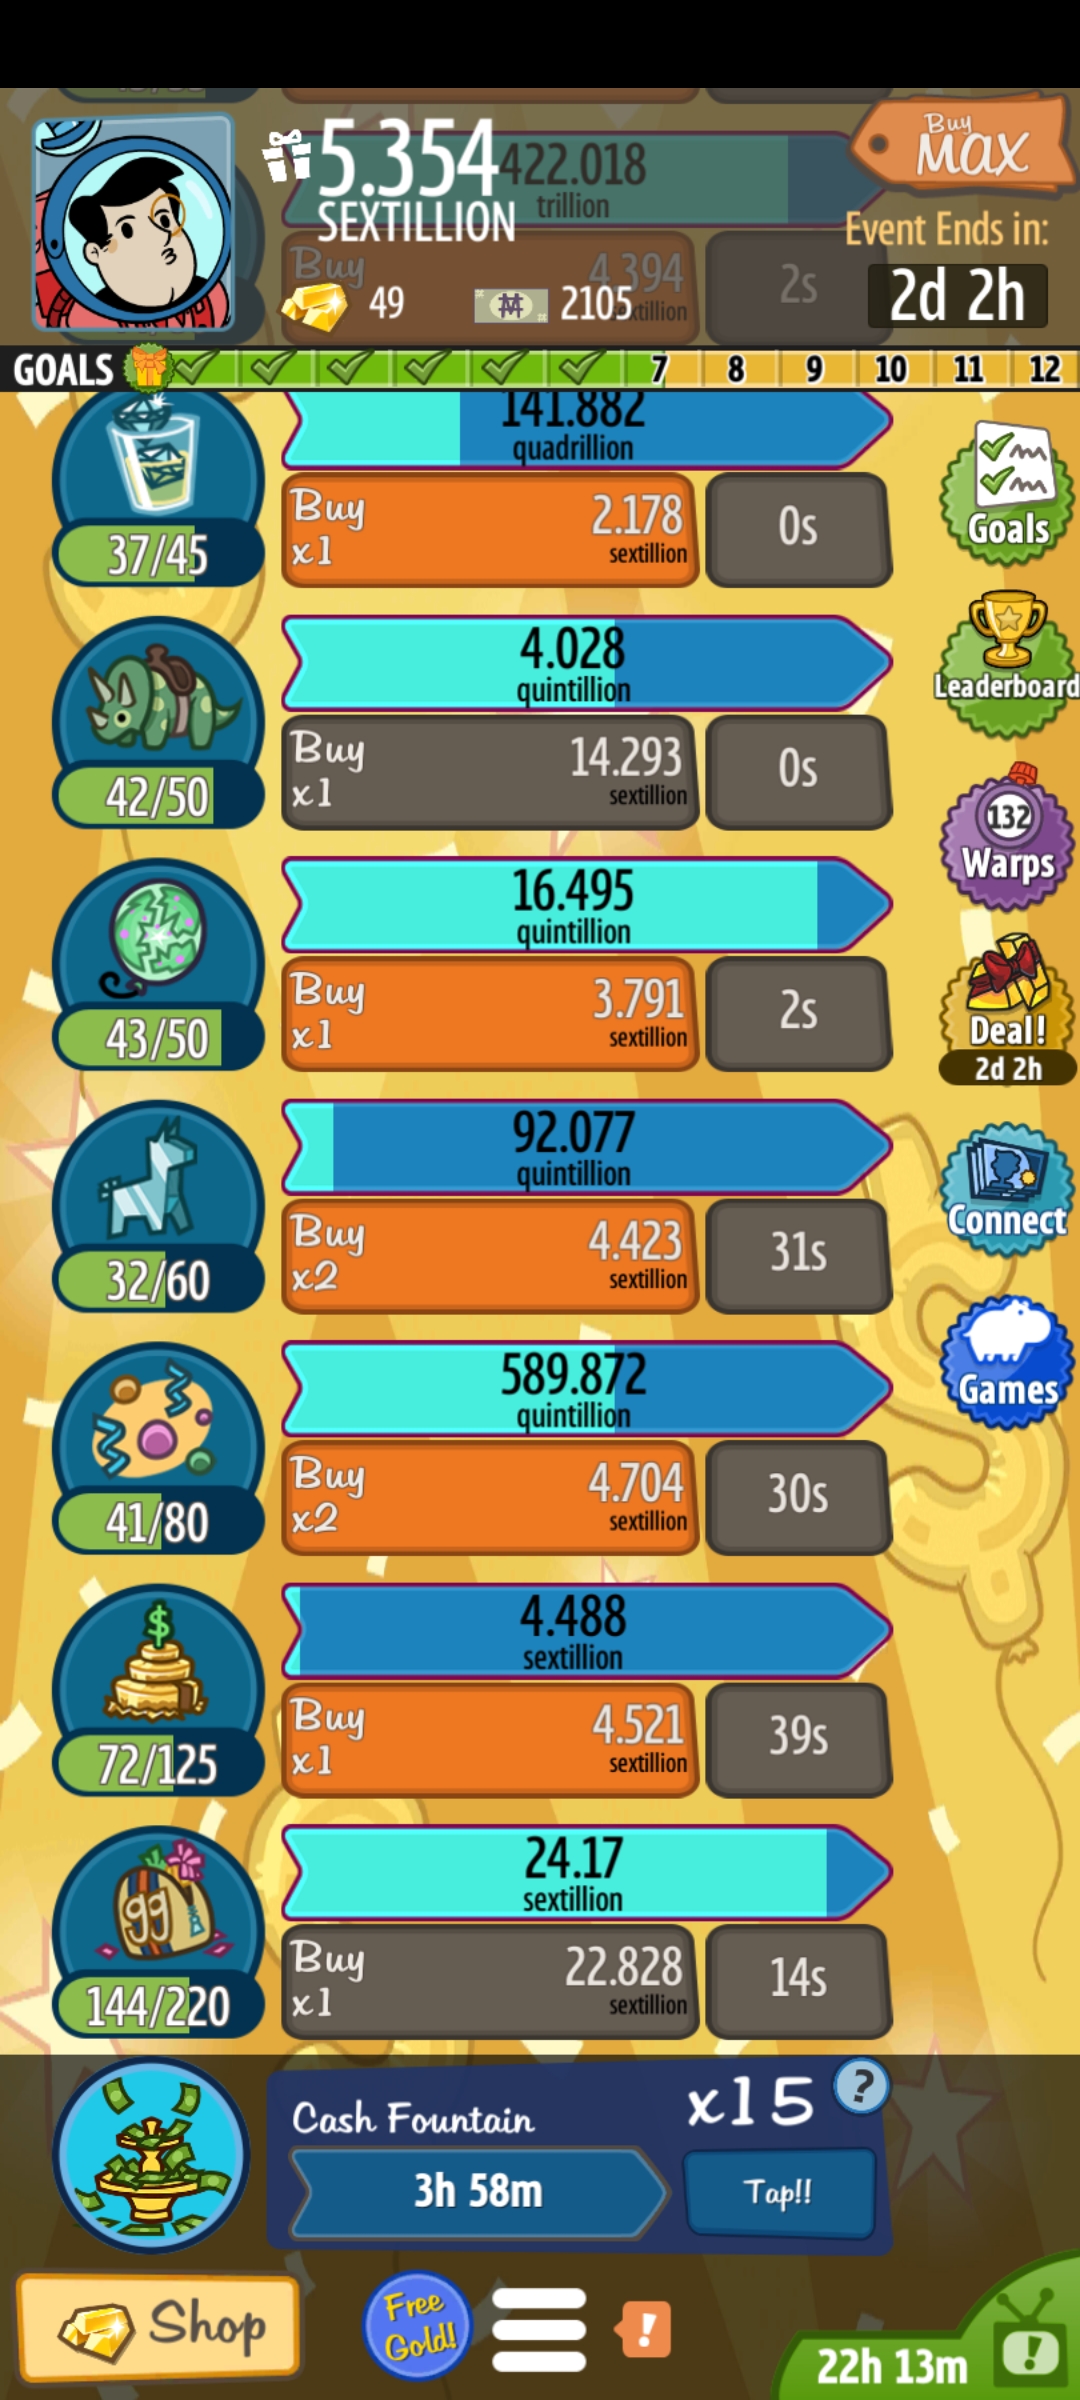 5.354
SEXTILLION
422.018
trillion
Buy
MAX
Event Ends in:
2d 2h
Buy
4.394
2s
49
2105
GOALS
7 8 9 10 11 12
141.882
quadrillion
Buy
x1
2.178
sextillion
0s
37/45
Goals
4.028
quintillion
Buy
x1
14.293
sextillion
0s
42/50
Leaderboard
16.495
quintillion
Buy
x1
3.791
sextillion
2s
43/50
132
Warps
Deal!
2d 2h
92.077
quintillion
Buy
x2
4.423
sextillion
31s
32/60
Connect
589.872
quintillion
Buy
x2
4.704
sextillion
30s
41/80
Games
$
4.488
sextillion
Buy
x1
4.521
sextillion
39s
72/125
gg
24.17
sextillion
Buy
x1
22.828
sextillion
14s
144/220
Cash Fountain
x15
?
3h 58m
Tap!!
Shop
Free
Gold!
!
22h 13m
!